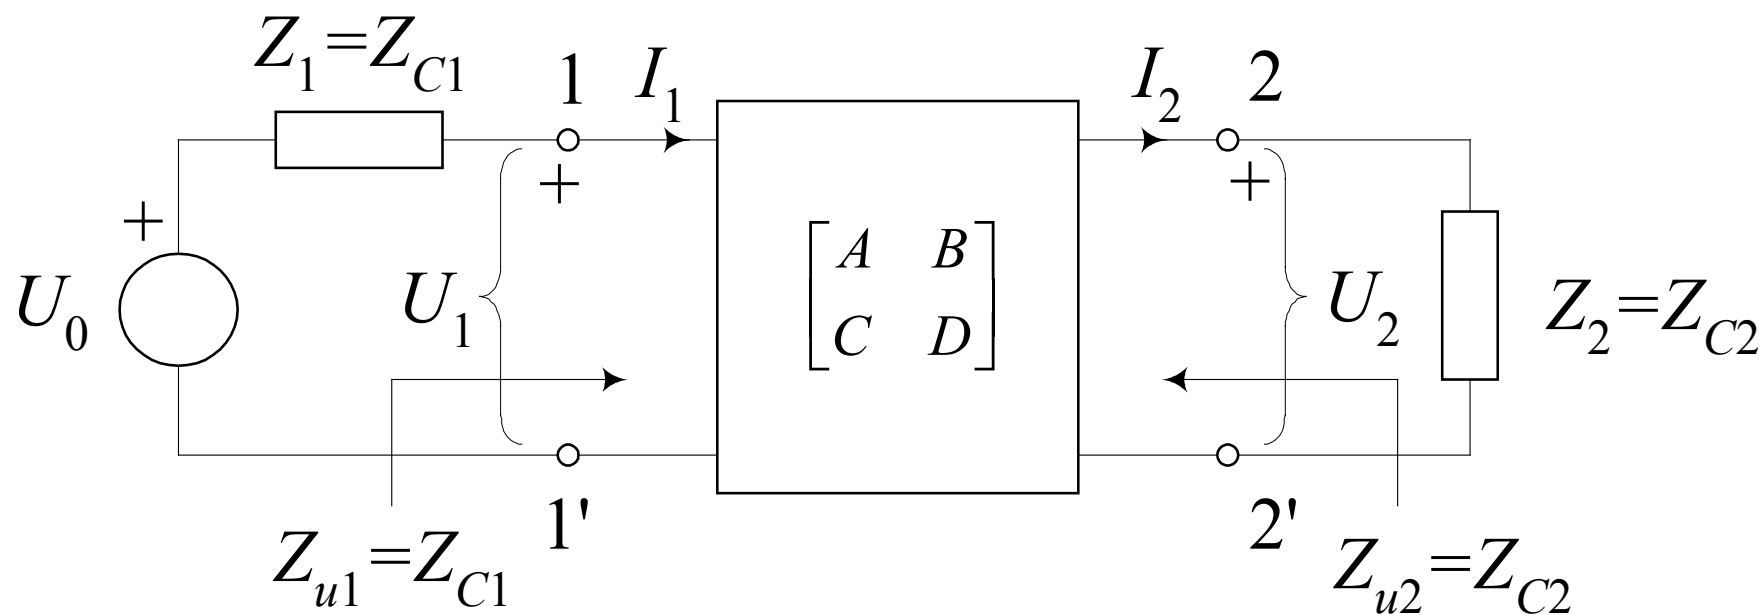 Z1=ZC1
1
I1
I2
2
+
+
+
U0
U1
A B
C D
U2
Z2=ZC2
1'
2'
Zu1=ZC1
Zu2=ZC2